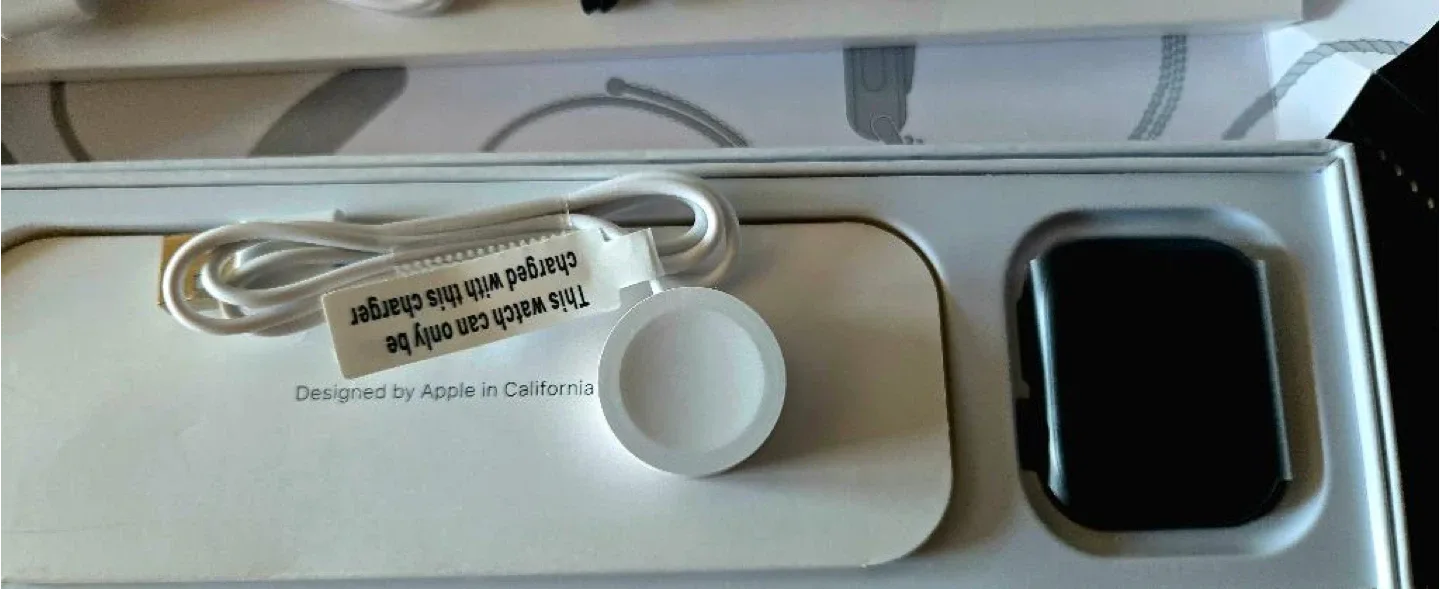 This watch can only be
charged with this charger
Designed by Apple in California